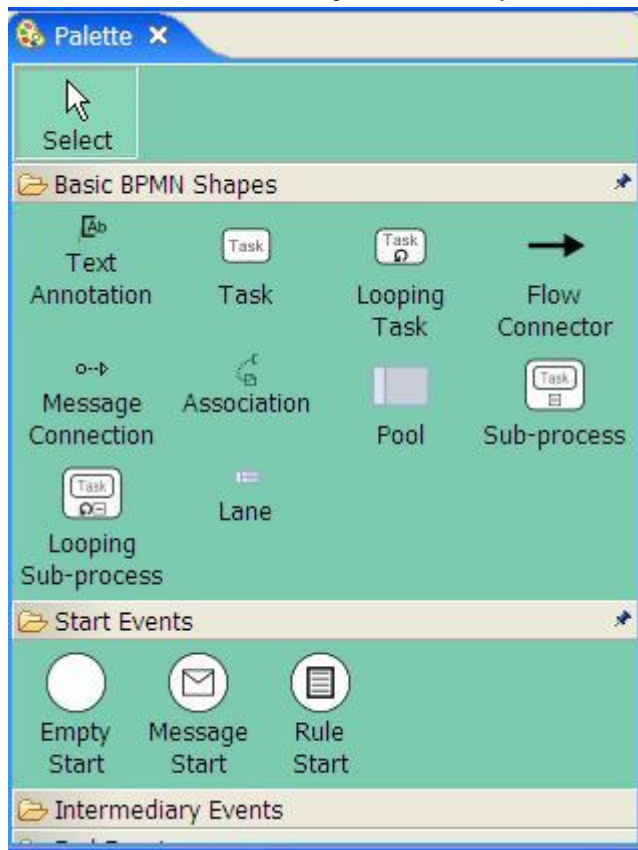 Palette
Select
Basic BPMN Shapes
Ab
Text
Annotation
Task
Task
Task
Looping
Task
Flow
Connector
Message
Connection
Association
Pool
Task
Sub-process
Task
Looping
Sub-process
Lane
Start Events
Empty
Start
Message
Start
Rule
Start
Intermediary Events